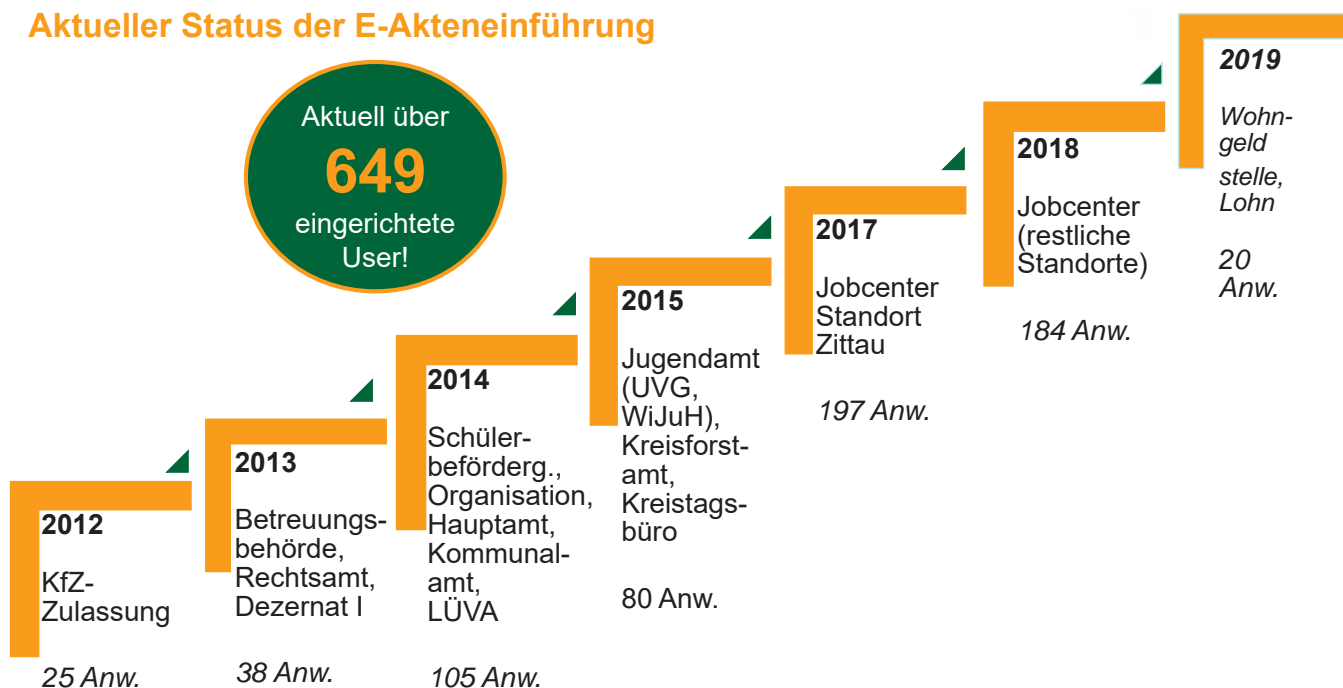 Aktueller Status der E-Akteneinführung
Aktuell über
649
eingerichtete
User!
2012
KfZ-
Zulassung
25 Anw.
2013
Betreuungs-
behörde,
Rechtsamt,
Dezernat I
38 Anw.
2014
Schüler-
beförderg.,
Organisation,
Hauptamt,
Kommunal-
amt,
LÜVA
105 Anw.
2015
Jugendamt
(UVG,
WiJuH),
Kreisforst-
amt,
Kreistags-
büro
80 Anw.
2017
Jobcenter
Standort
Zittau
197 Anw.
2018
Jobcenter
(restliche
Standorte)
184 Anw.
2019
Wohn-
geld
stelle,
Lohn
20
Anw.